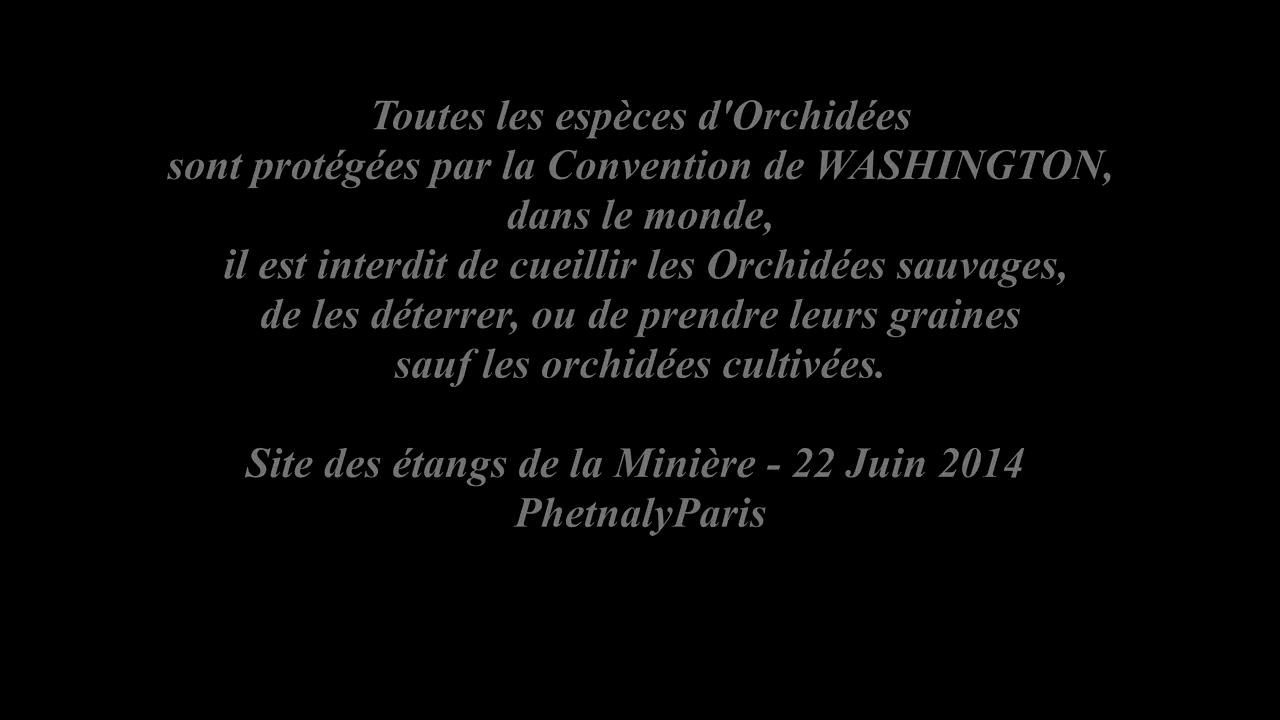 Toutes les espèces d'Orchidées
sont protégées par la Convention de WASHINGTON,
dans le monde,
il est interdit de cueillir les Orchidées sauvages,
de les déterrer, ou de prendre leurs graines
sauf les orchidées cultivées.
Site des étangs de la Minière - 22 Juin 2014
PhetnalyParis